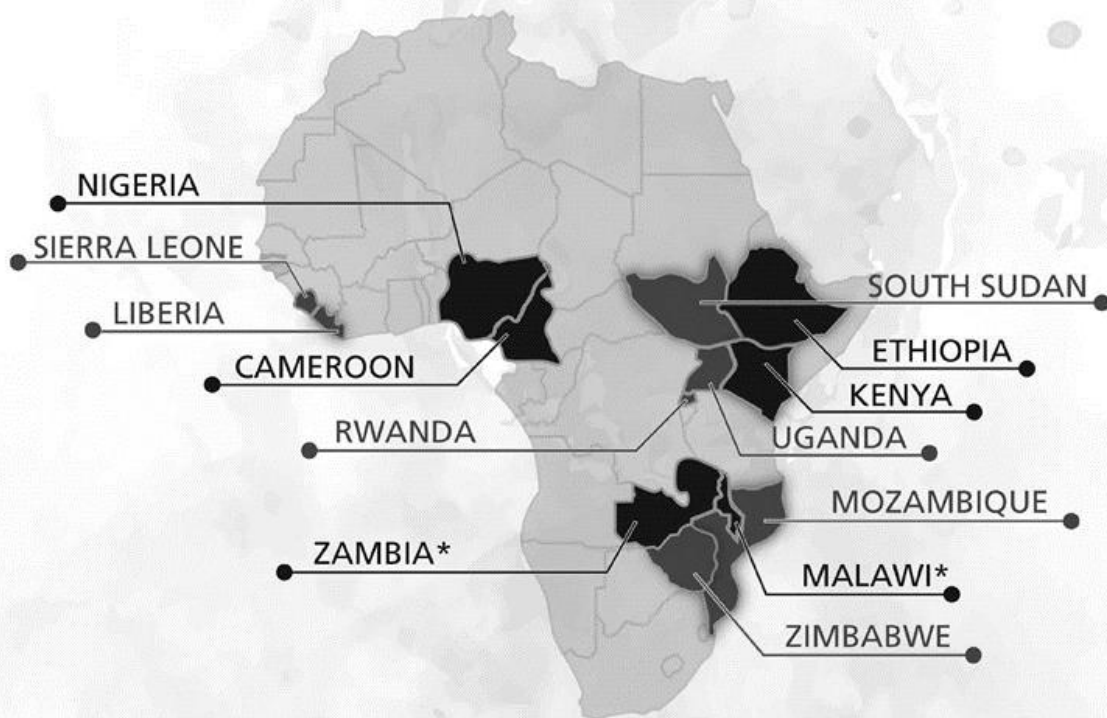 NIGERIA
SIERRA LEONE
LIBERIA
CAMEROON
RWANDA
ZAMBIA*
SOUTH SUDAN
ETHIOPIA
KENYA
UGANDA
MOZAMBIQUE
MALAWI*
ZIMBABWE